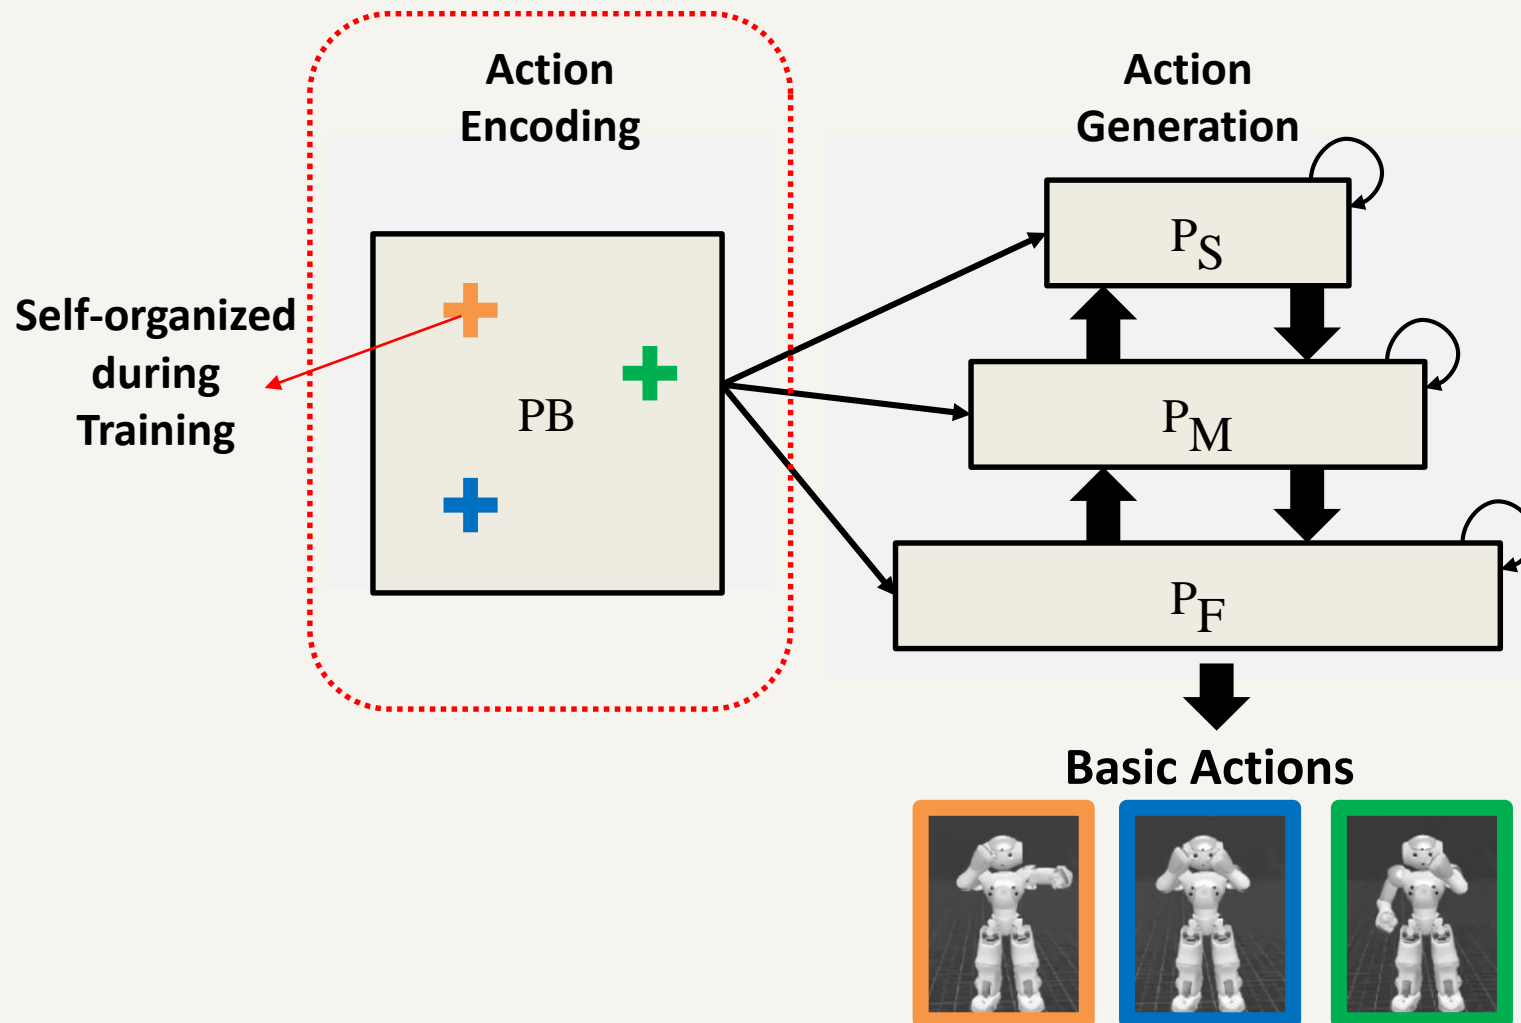 Action
Encoding
Action
Generation
Self-organized
during
Training
PB
PS
PM
PF
Basic Actions